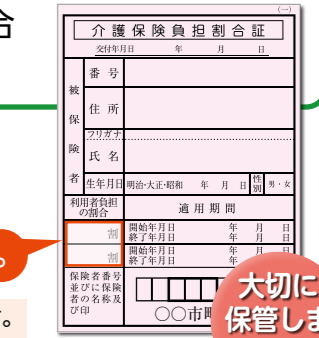 合
(一)
介護保険負担割合証
交付年月日 年 月 日
被保険者
番号
住所
フリガナ
氏名
生年月日 明治・大正・昭和 年 月 日 性別 男・女
利用者負担の割合 適用期間
割 開始年月日 年 月 日
終了年月日 年 月 日
割 開始年月日 年 月 日
終了年月日 年 月 日
。
保険者番号
並びに保険
者の名称及
び印
〇〇市
大切に
保管しま
。